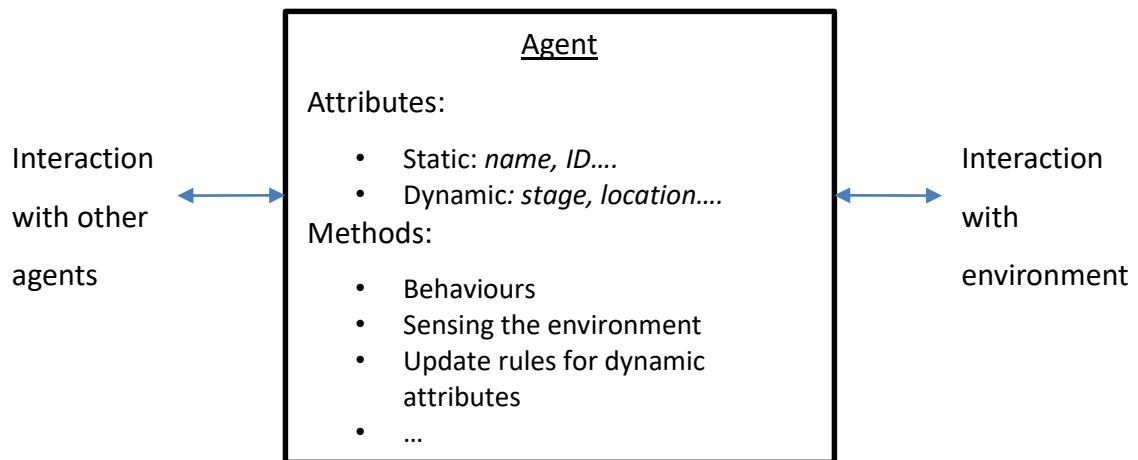 Agent
Attributes:
• Static: name, ID....
• Dynamic: stage, location....
Methods:
• Behaviours
• Sensing the environment
• Update rules for dynamic
attributes
• …
Interaction
with other
agents
Interaction
with
environment